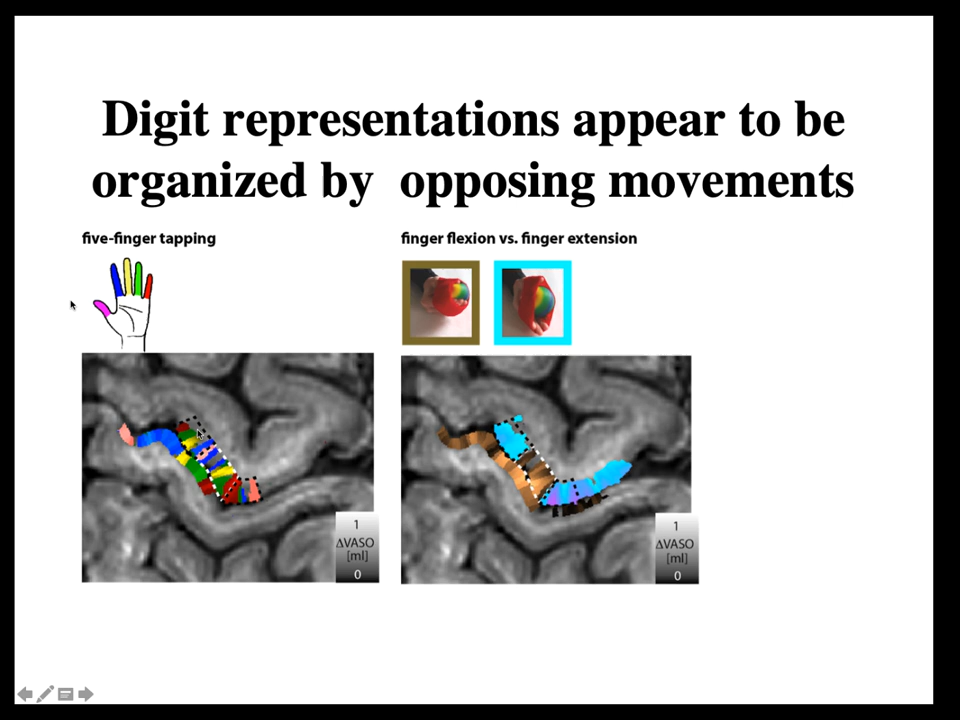 Digit representations appear to be
organized by opposing movements
five-finger tapping
finger flexion vs. finger extension
1
ΔVASO
[ml]
0
1
ΔVASO
[ml]
0